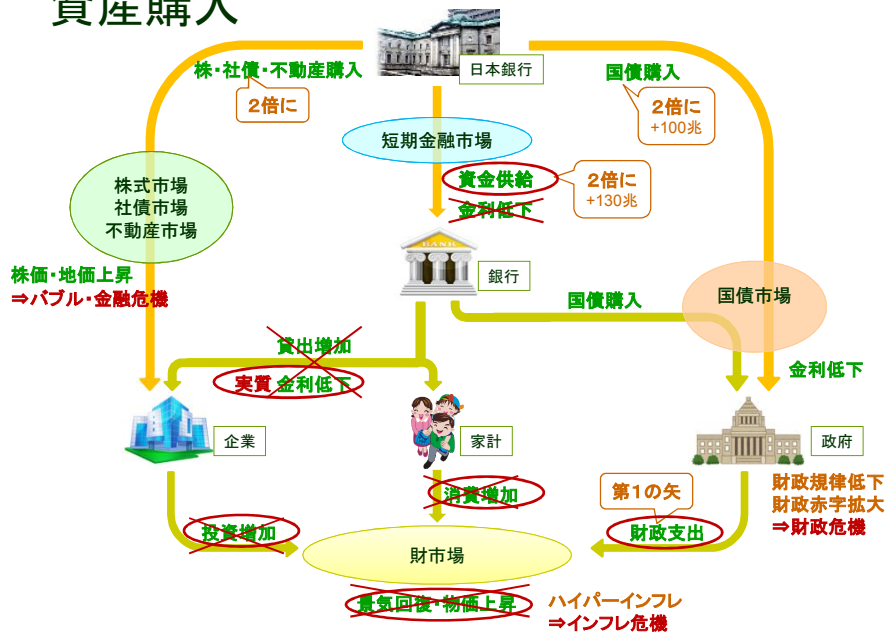 資産購入
日本銀行
株・社債・不動産購入
2倍に
国債購入
2倍に
+100兆
短期金融市場
資金供給
2倍に
+130兆
金利低下
株式市場
社債市場
不動産市場
BANK
銀行
株価・地価上昇
⇒バブル・金融危機
国債購入
国債市場
貸出増加
実質 金利低下
金利低下
企業
家計
政府
財政規律低下
財政赤字拡大
⇒財政危機
消費増加
第1の矢
投資増加
財政支出
財市場
景気回復・物価上昇
ハイパーインフレ
⇒インフレ危機